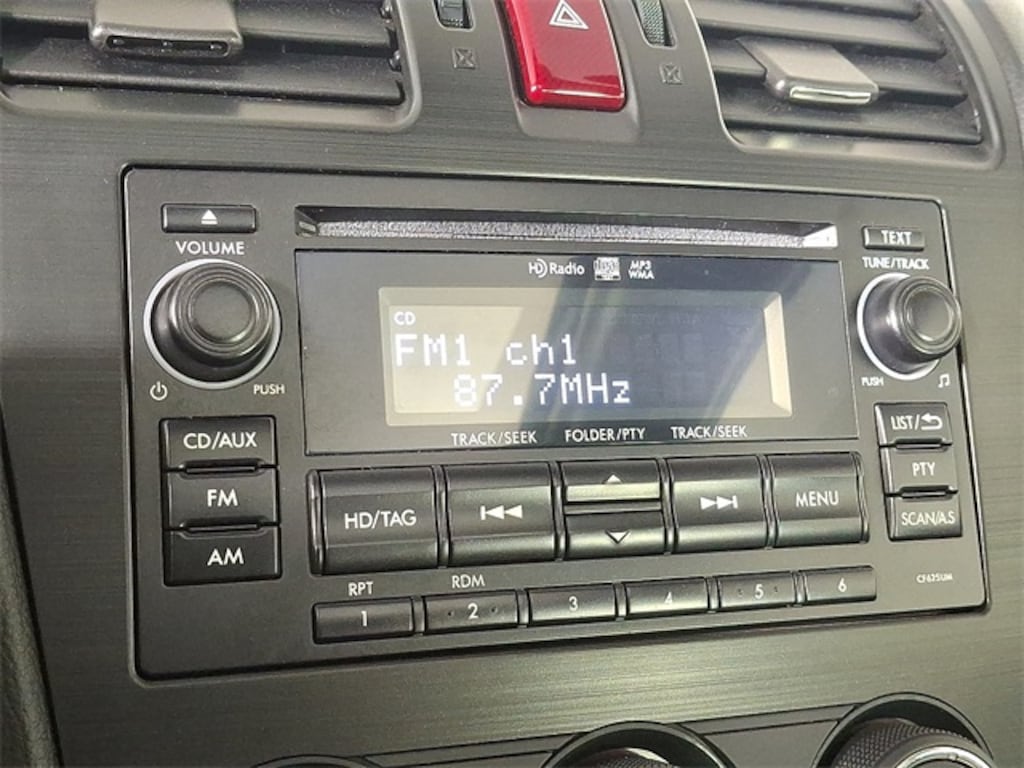 VOLUME
TEXT
TUNE/TRACK
HD Radio
MP3
WMA
CD
FM1 ch1
87.7MHz
PUSH
PUSH
TRACK/SEEK FOLDER/PTY TRACK/SEEK
CD/AUX
FM
AM
HD/TAG
MENU
LIST/
PTY
SCAN/A.S
RPT RDM
1 2 3 4 5 6
CF625UM